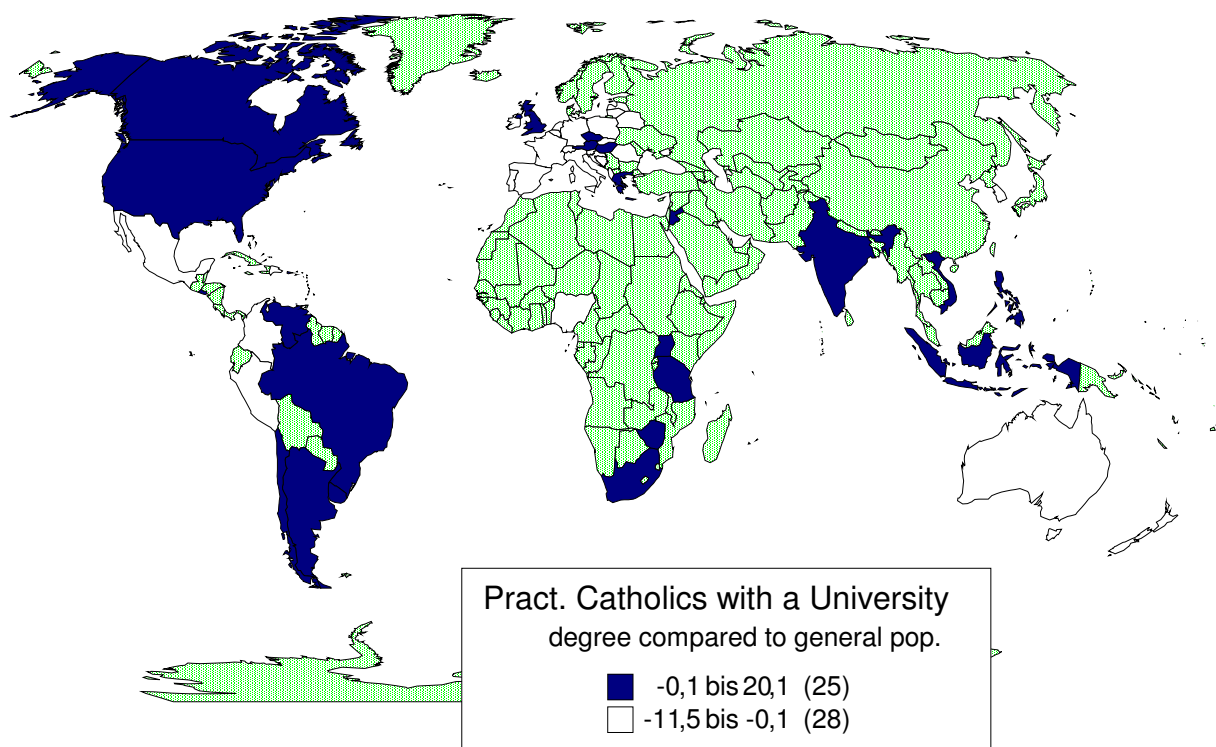 Pract. Catholics with a University
degree compared to general pop.
-0,1 bis 20,1 (25)
-11,5 bis -0,1 (28)